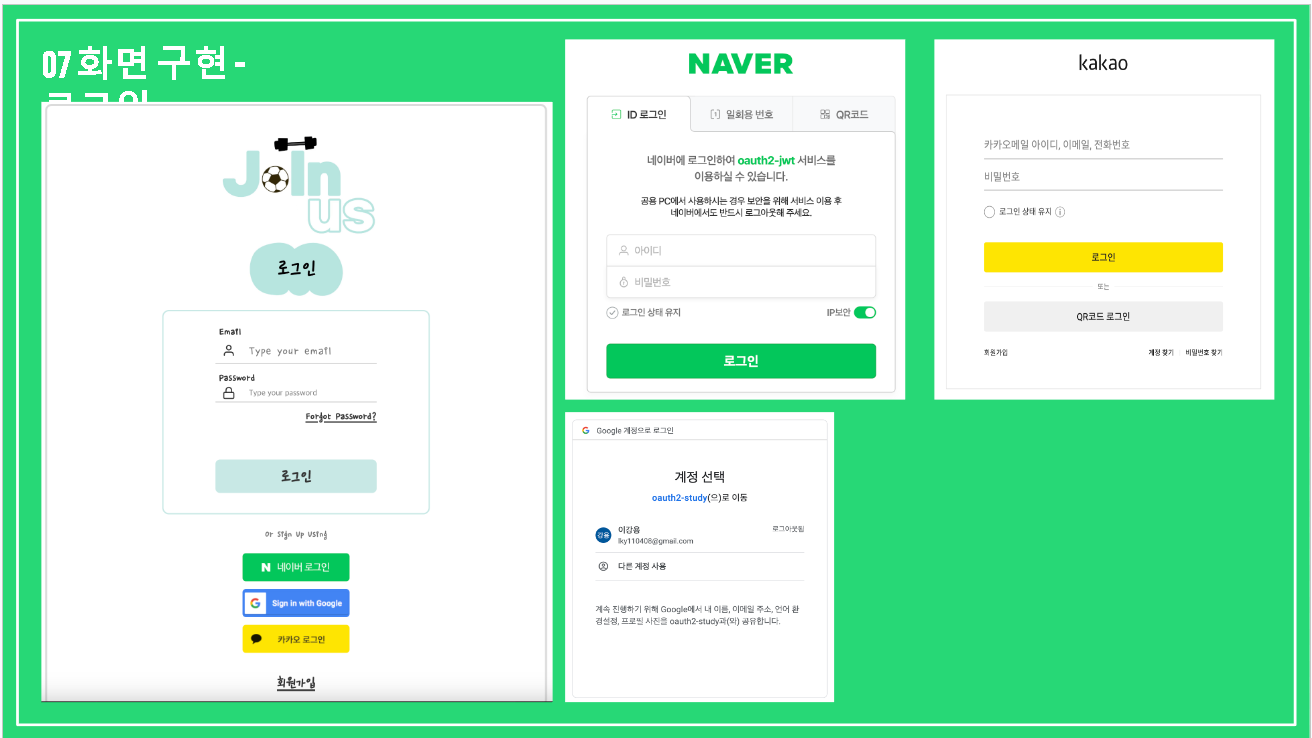 07 화면 구현 -
로그인
Join
us
로그인
Email
Type your email
Password
Type your password
Forgot Password?
로그인
Or Sign Up Using
N 네이버 로그인
G Sign in with Google
카카오 로그인
회원가입
NAVER
ID 로그인
1 일회용 번호
QR코드
네이버에 로그인하여 oauth2-jwt 서비스를
이용하실 수 있습니다.
공용 PC에서 사용하시는 경우 보안을 위해 서비스 이용 후
네이버에서도 반드시 로그아웃해 주세요.
아이디
비밀번호
로그인 상태 유지
IP보안
로그인
kakao
카카오메일 아이디, 이메일, 전화번호
비밀번호
로그인 상태 유지 i
로그인
또는
QR코드 로그인
회원가입
계정 찾기
비밀번호 찾기
G Google 계정으로 로그인
계정 선택
oauth2-study(으)로 이동
강용
이강용
로그아웃됨
lky110408@gmail.com
다른 계정 사용
계속 진행하기 위해 Google에서 내 이름, 이메일 주소, 언어 환
경설정, 프로필 사진을 oauth2-study과(와) 공유합니다.